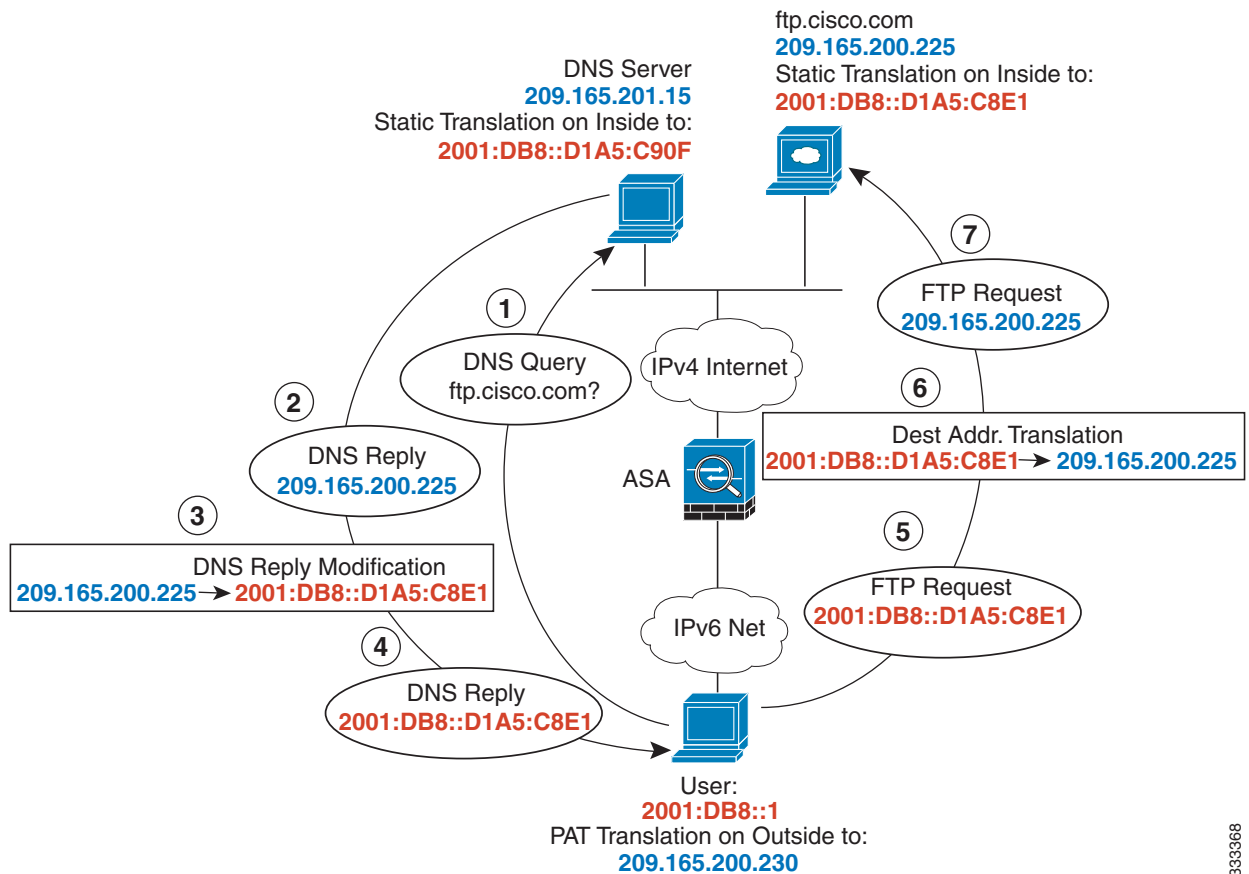 ftp.cisco.com
209.165.200.225
Static Translation on Inside to:
2001:DB8::D1A5:C8E1
DNS Server
209.165.201.15
Static Translation on Inside to:
2001:DB8::D1A5:C90F
7
FTP Request
209.165.200.225
1
DNS Query
ftp.cisco.com?
IPv4 Internet
2
DNS Reply
209.165.200.225
6
Dest Addr. Translation
2001:DB8::D1A5:C8E1 → 209.165.200.225
ASA
3
DNS Reply Modification
209.165.200.225 → 2001:DB8::D1A5:C8E1
5
FTP Request
2001:DB8::D1A5:C8E1
IPv6 Net
4
DNS Reply
2001:DB8::D1A5:C8E1
User:
2001:DB8::1
PAT Translation on Outside to:
209.165.200.230
333368